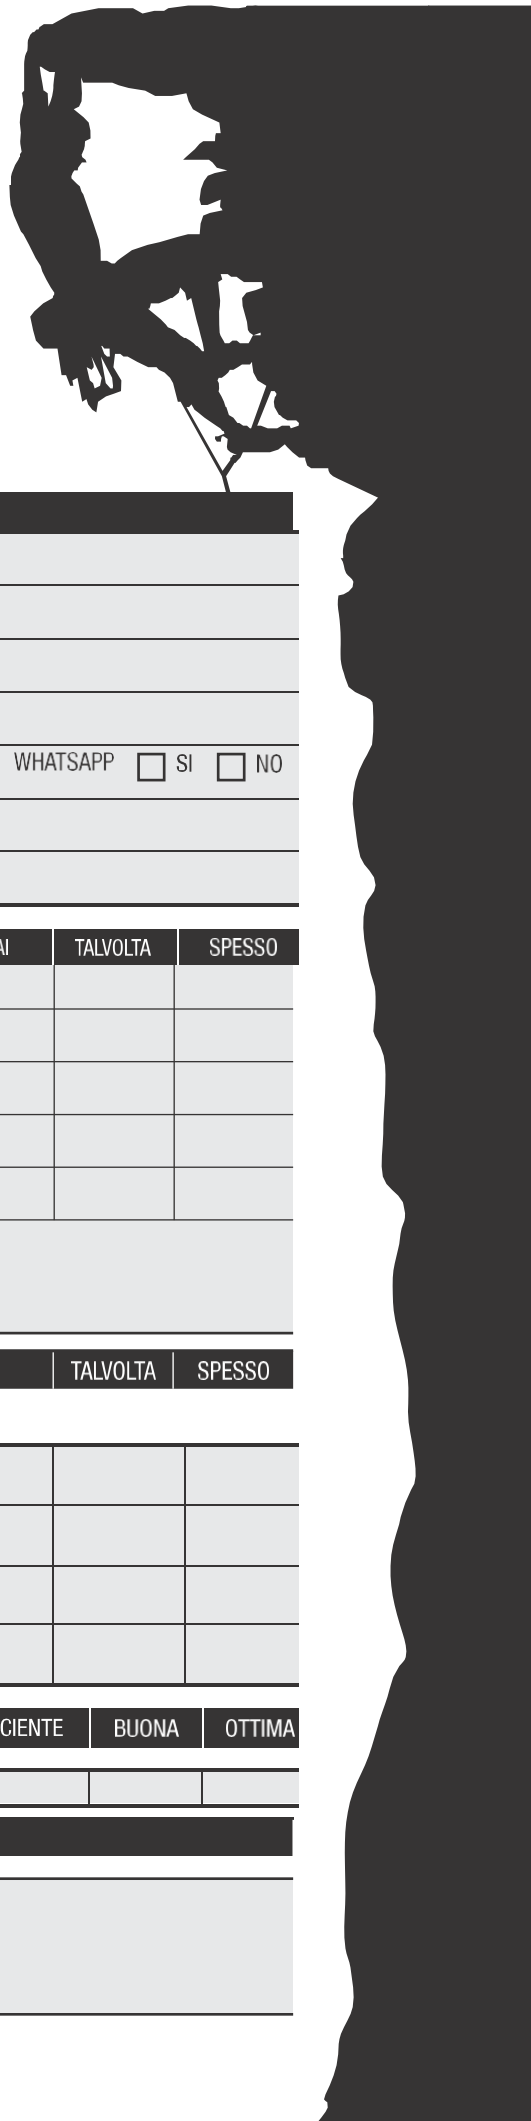 WHATSAPP SI NO
AI TALVOLTA SPESSO
TALVOLTA SPESSO
CIENTE BUONA OTTIMA